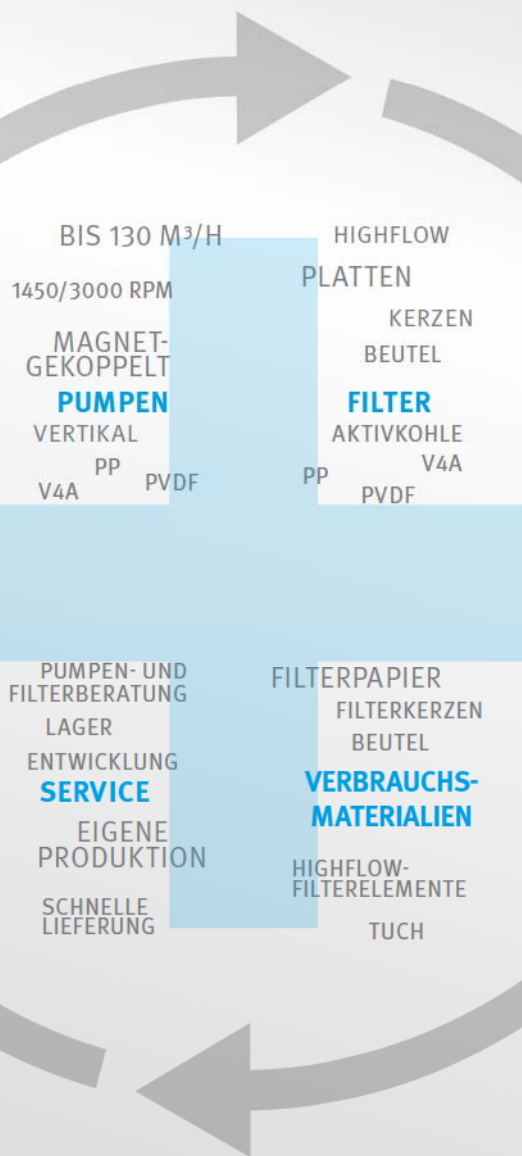 BIS 130 M³/H
1450/3000 RPM
MAGNET-
GEKOPPELT
PUMPEN
VERTIKAL
PP
V4A
PVDF
HIGHFLOW
PLATTEN
KERZEN
BEUTEL
FILTER
AKTIVKOHLE
V4A
PP
PVDF
PUMPEN- UND
FILTERBERATUNG
LAGER
ENTWICKLUNG
SERVICE
EIGENE
PRODUKTION
SCHNELLE
LIEFERUNG
FILTERPAPIER
FILTERKERZEN
BEUTEL
VERBRAUCHS-
MATERIALIEN
HIGHFLOW-
FILTERELEMENTE
TUCH